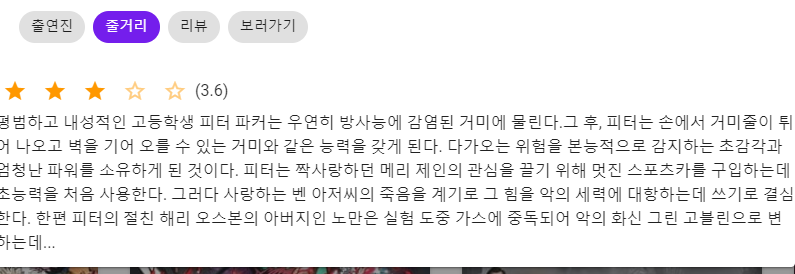 출연진 줄거리 리뷰 보러가기
(3.6)
평범하고 내성적인 고등학생 피터 파커는 우연히 방사능에 감염된 거미에 물린다.그 후, 피터는 손에서 거미줄이 튀
어 나오고 벽을 기어 오를 수 있는 거미와 같은 능력을 갖게 된다. 다가오는 위험을 본능적으로 감지하는 초감각과
엄청난 파워를 소유하게 된 것이다. 피터는 짝사랑하던 메리 제인의 관심을 끌기 위해 멋진 스포츠카를 구입하는데
초능력을 처음 사용한다. 그러다 사랑하는 벤 아저씨의 죽음을 계기로 그 힘을 악의 세력에 대항하는데 쓰기로 결심
한다. 한편 피터의 절친 해리 오스본의 아버지인 노만은 실험 도중 가스에 중독되어 악의 화신 그린 고블린으로 변
하는데...